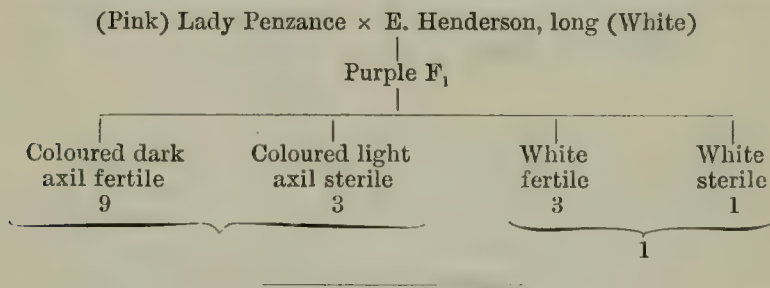 (Pink) Lady Penzance × E. Henderson, long (White)
Purple F₁
Coloured dark Coloured light White White
axil fertile axil sterile fertile sterile
9 3 3 1
1